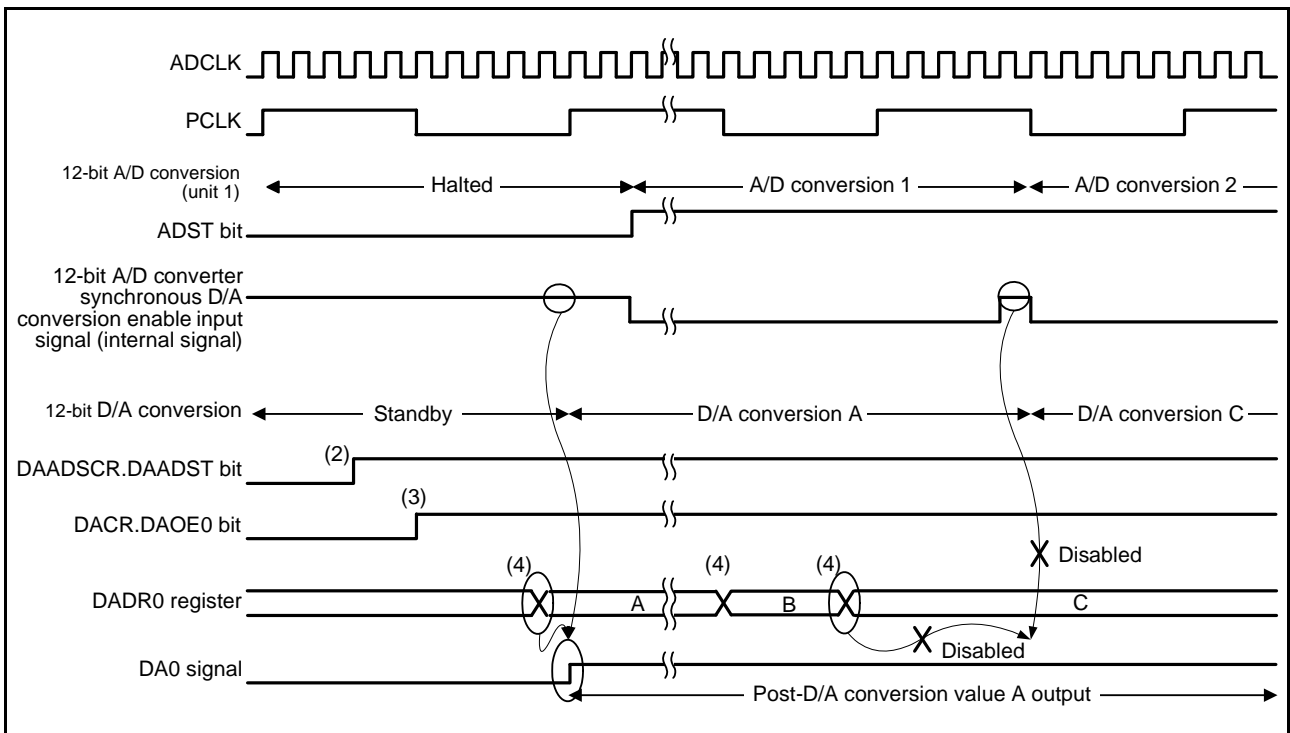 ADCLK
PCLK
12-bit A/D conversion
(unit 1)
Halted
A/D conversion 1
A/D conversion 2
ADST bit
12-bit A/D converter
synchronous D/A
conversion enable input
signal (internal signal)
12-bit D/A conversion
Standby
D/A conversion A
D/A conversion C
DAADSCR.DAADST bit
(2)
DACR.DAOE0 bit
(3)
Disabled
(4)
(4)
(4)
DADR0 register
A
B
C
Disabled
DA0 signal
Post-D/A conversion value A output